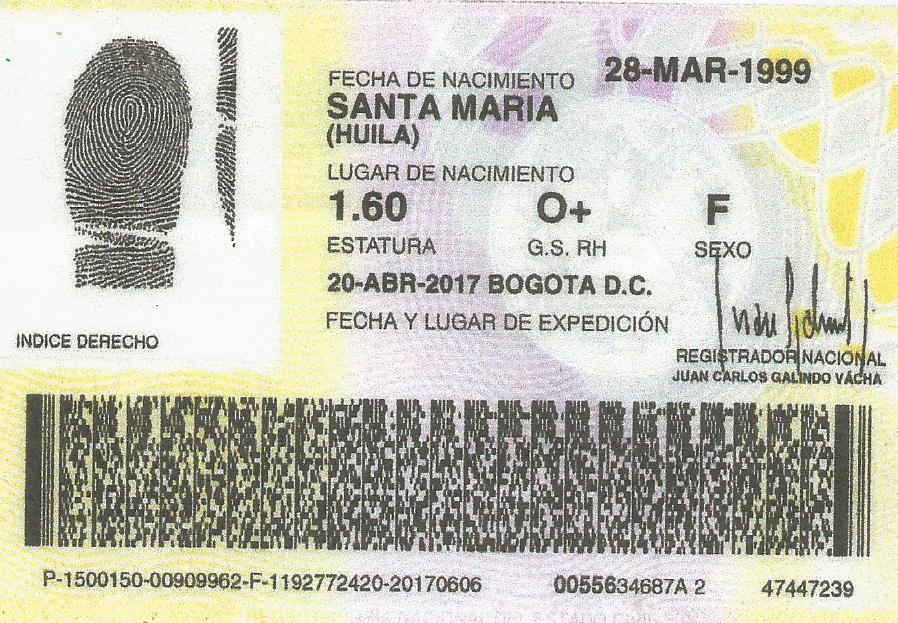 FECHA DE NACIMIENTO 28-MAR-1999
SANTA MARIA
(HUILA)
LUGAR DE NACIMIENTO
1.60 O+ F
ESTATURA G.S. RH SEXO
20-ABR-2017 BOGOTA D.C.
FECHA Y LUGAR DE EXPEDICIÓN
INDICE DERECHO
REGISTRADOR NACIONAL
JUAN CARLOS GALINDO VÁCHA
P-1500150-00909962-F-1192772420-20170606 0055634687A 2 47447239